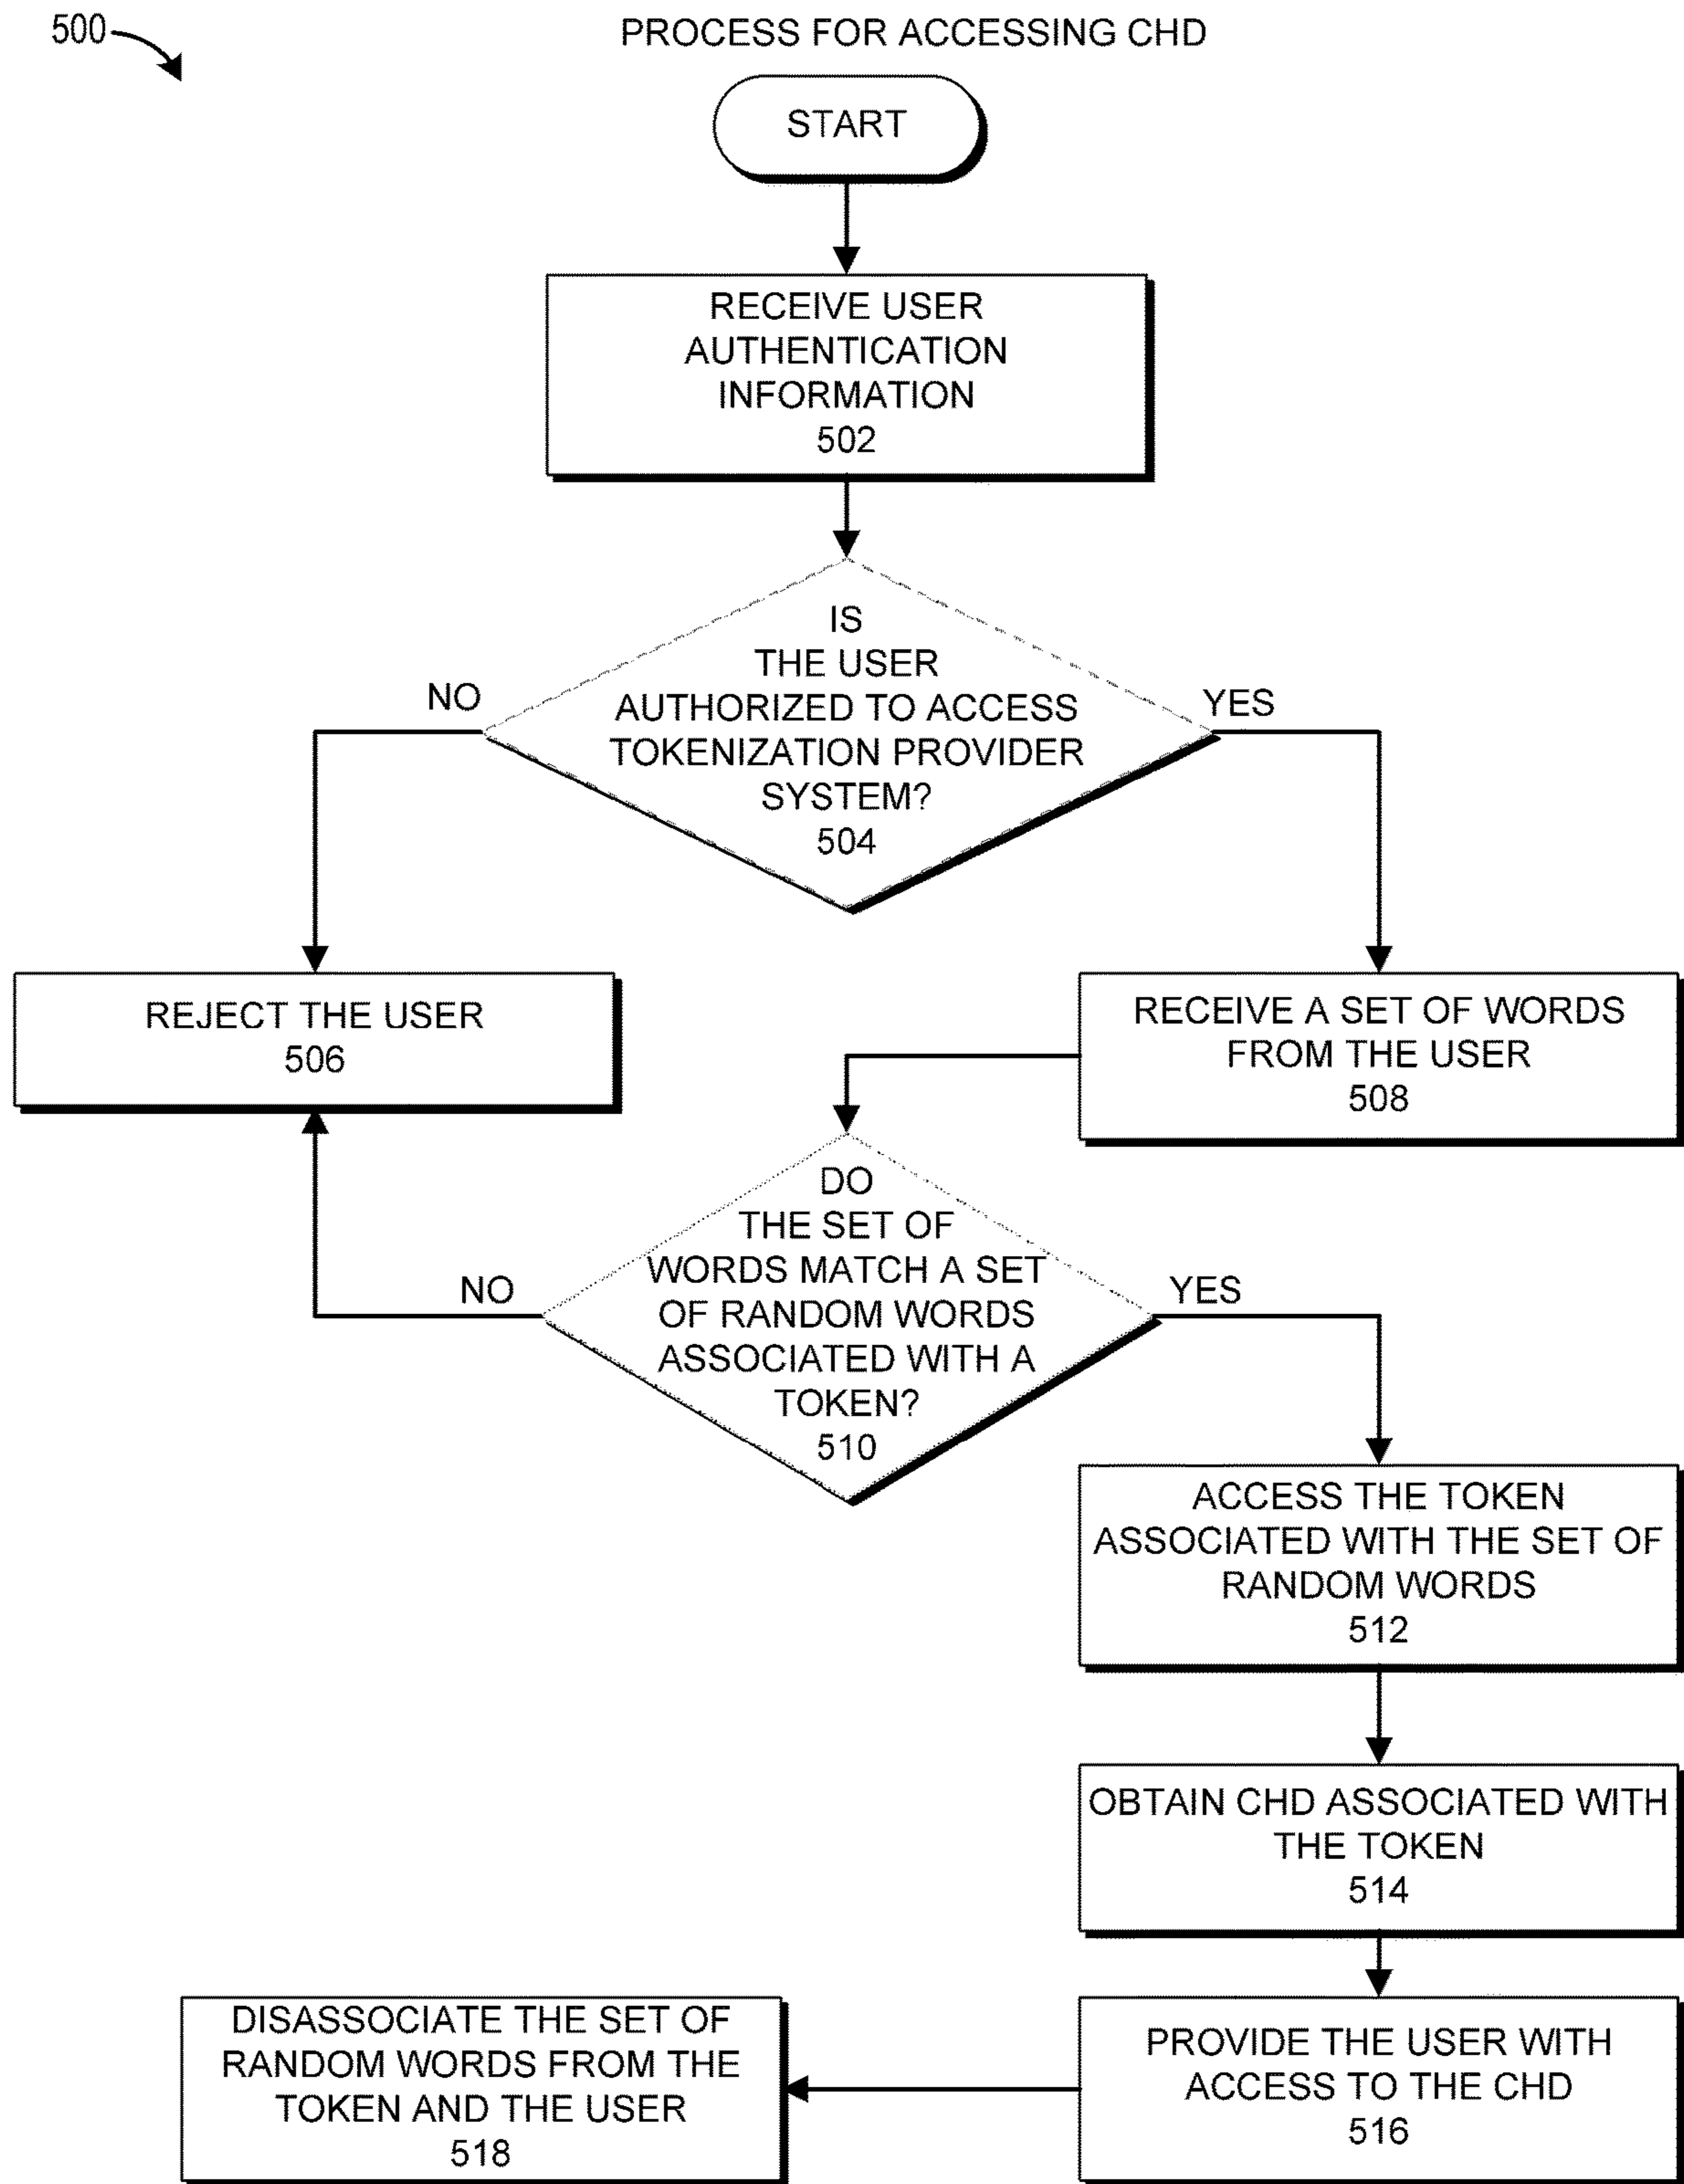 500
PROCESS FOR ACCESSING CHD
START
RECEIVE USER
AUTHENTICATION
INFORMATION
502
IS
THE USER
AUTHORIZED TO ACCESS
TOKENIZATION PROVIDER
SYSTEM?
504
NO
YES
REJECT THE USER
506
RECEIVE A SET OF WORDS
FROM THE USER
508
DO
THE SET OF
WORDS MATCH A SET
OF RANDOM WORDS
ASSOCIATED WITH A
TOKEN?
510
NO
YES
ACCESS THE TOKEN
ASSOCIATED WITH THE SET OF
RANDOM WORDS
512
OBTAIN CHD ASSOCIATED WITH
THE TOKEN
514
PROVIDE THE USER WITH
ACCESS TO THE CHD
516
DISASSOCIATE THE SET OF
RANDOM WORDS FROM THE
TOKEN AND THE USER
518